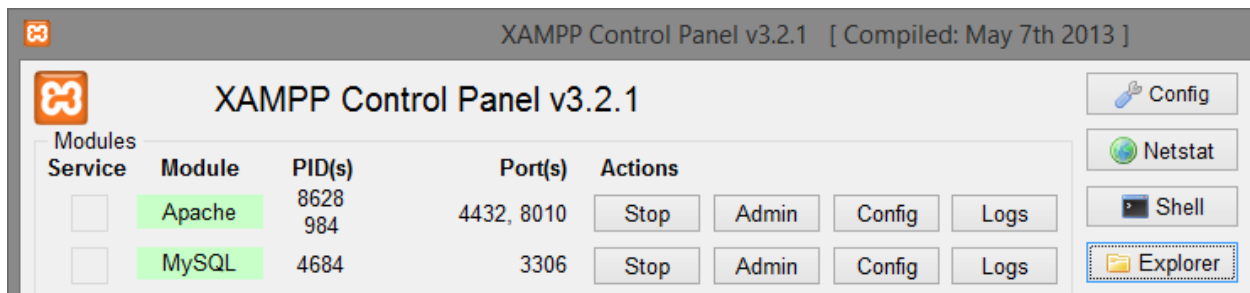 XAMPP Control Panel v3.2.1 [ Compiled: May 7th 2013 ]
XAMPP Control Panel v3.2.1
Config
Modules
Netstat
Service Module PID(s) Port(s) Actions
Apache 8628 984 4432, 8010 Stop Admin Config Logs
Shell
MySQL 4684 3306 Stop Admin Config Logs
Explorer